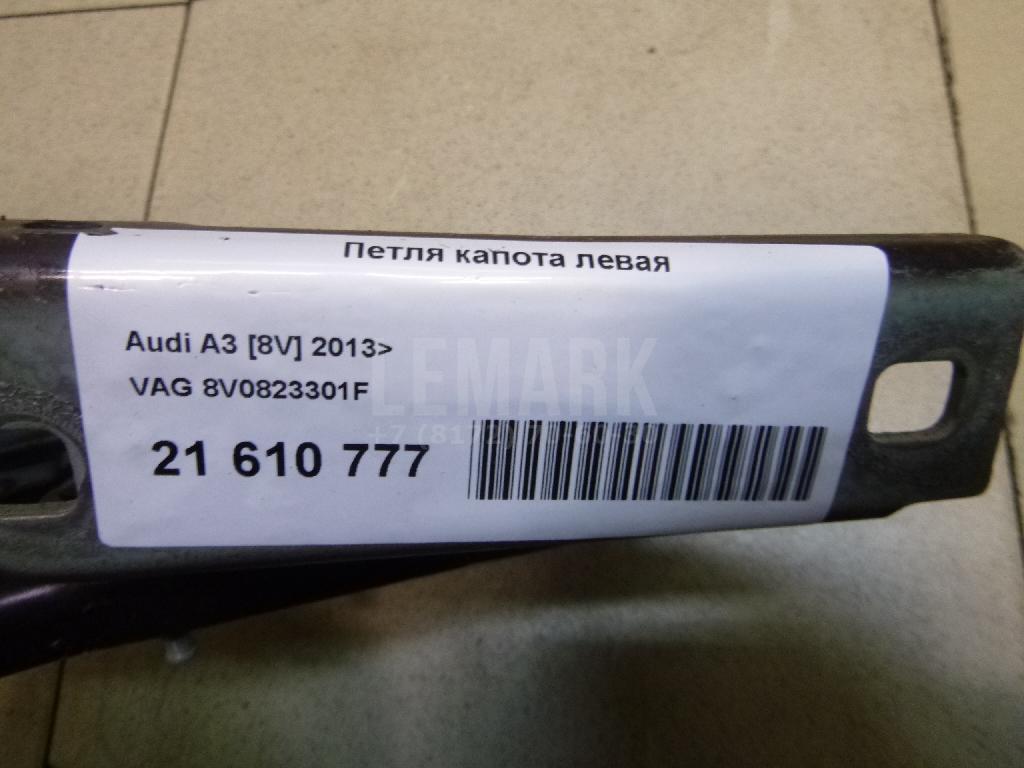 Петля капота левая
Audi A3 [8V] 2013>
LEMARK
VAG 8V0823301F
21 610 777